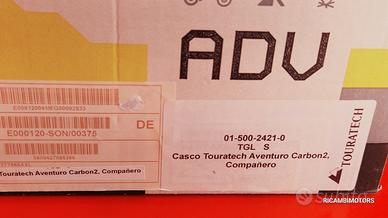 ADV
E000120-SON/00375
DE
01-500-2421-0
TGL S
Casco Touratech Aventuro Carbon2,
Compañero
Touratech Aventuro Carbon2, Compañero
TOURATECH
Subito
RICAMBIMOTORS